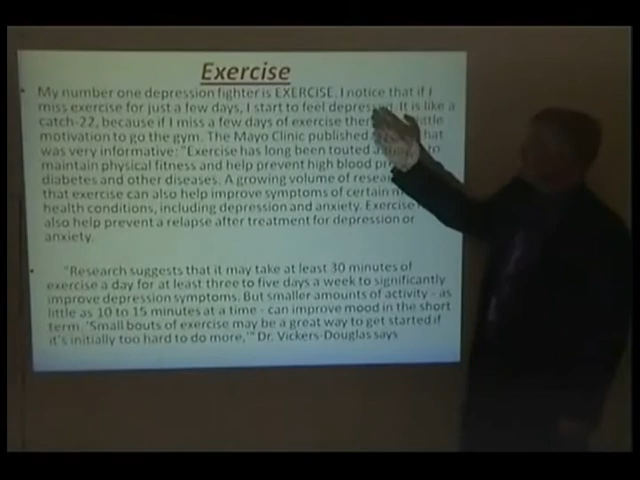 Exercise
My number one depression fighter is EXERCISE. I notice that if I
miss exercise for just a few days, I start to feel depressed. It is like a
catch-22, because if I miss a few days of exercise then little
motivation to go the gym. The Mayo Clinic published that
was very informative: "Exercise has long been touted a
maintain physical fitness and help prevent high blood
diabetes and other diseases. A growing volume of
that exercise can also help improve symptoms of certain
health conditions, including depression and anxiety. Exercise
also help prevent a relapse after treatment for depression or
anxiety.
"Research suggests that it may take at least 30 minutes of
exercise a day for at least three to five days a week to significantly
improve depression symptoms. But smaller amounts of activity - as
little as 10 to 15 minutes at a time - can improve mood in the short
term. 'Small bouts of exercise may be a great way to get started if
it's initially too hard to do more,'" Dr. Vickers-Douglas says